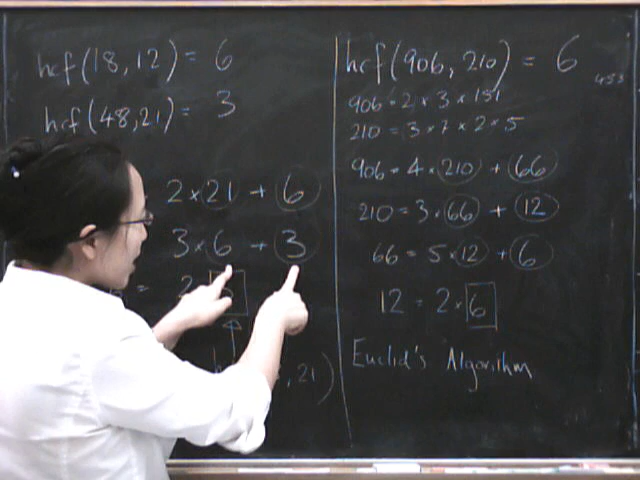 hcf(18,12) = 6
hcf(48,21) = 3
2×21 + 6
3×6 + 3
= 2
, 21)
hcf(906, 210) = 6
453
906 = 2 × 3 × 151
210 = 3 × 7 × 2 × 5
906 = 4 × 210 + 66
210 = 3 · 66 + 12
66 = 5 × 12 + 6
12 = 2 × 6
Euclid's Algorithm